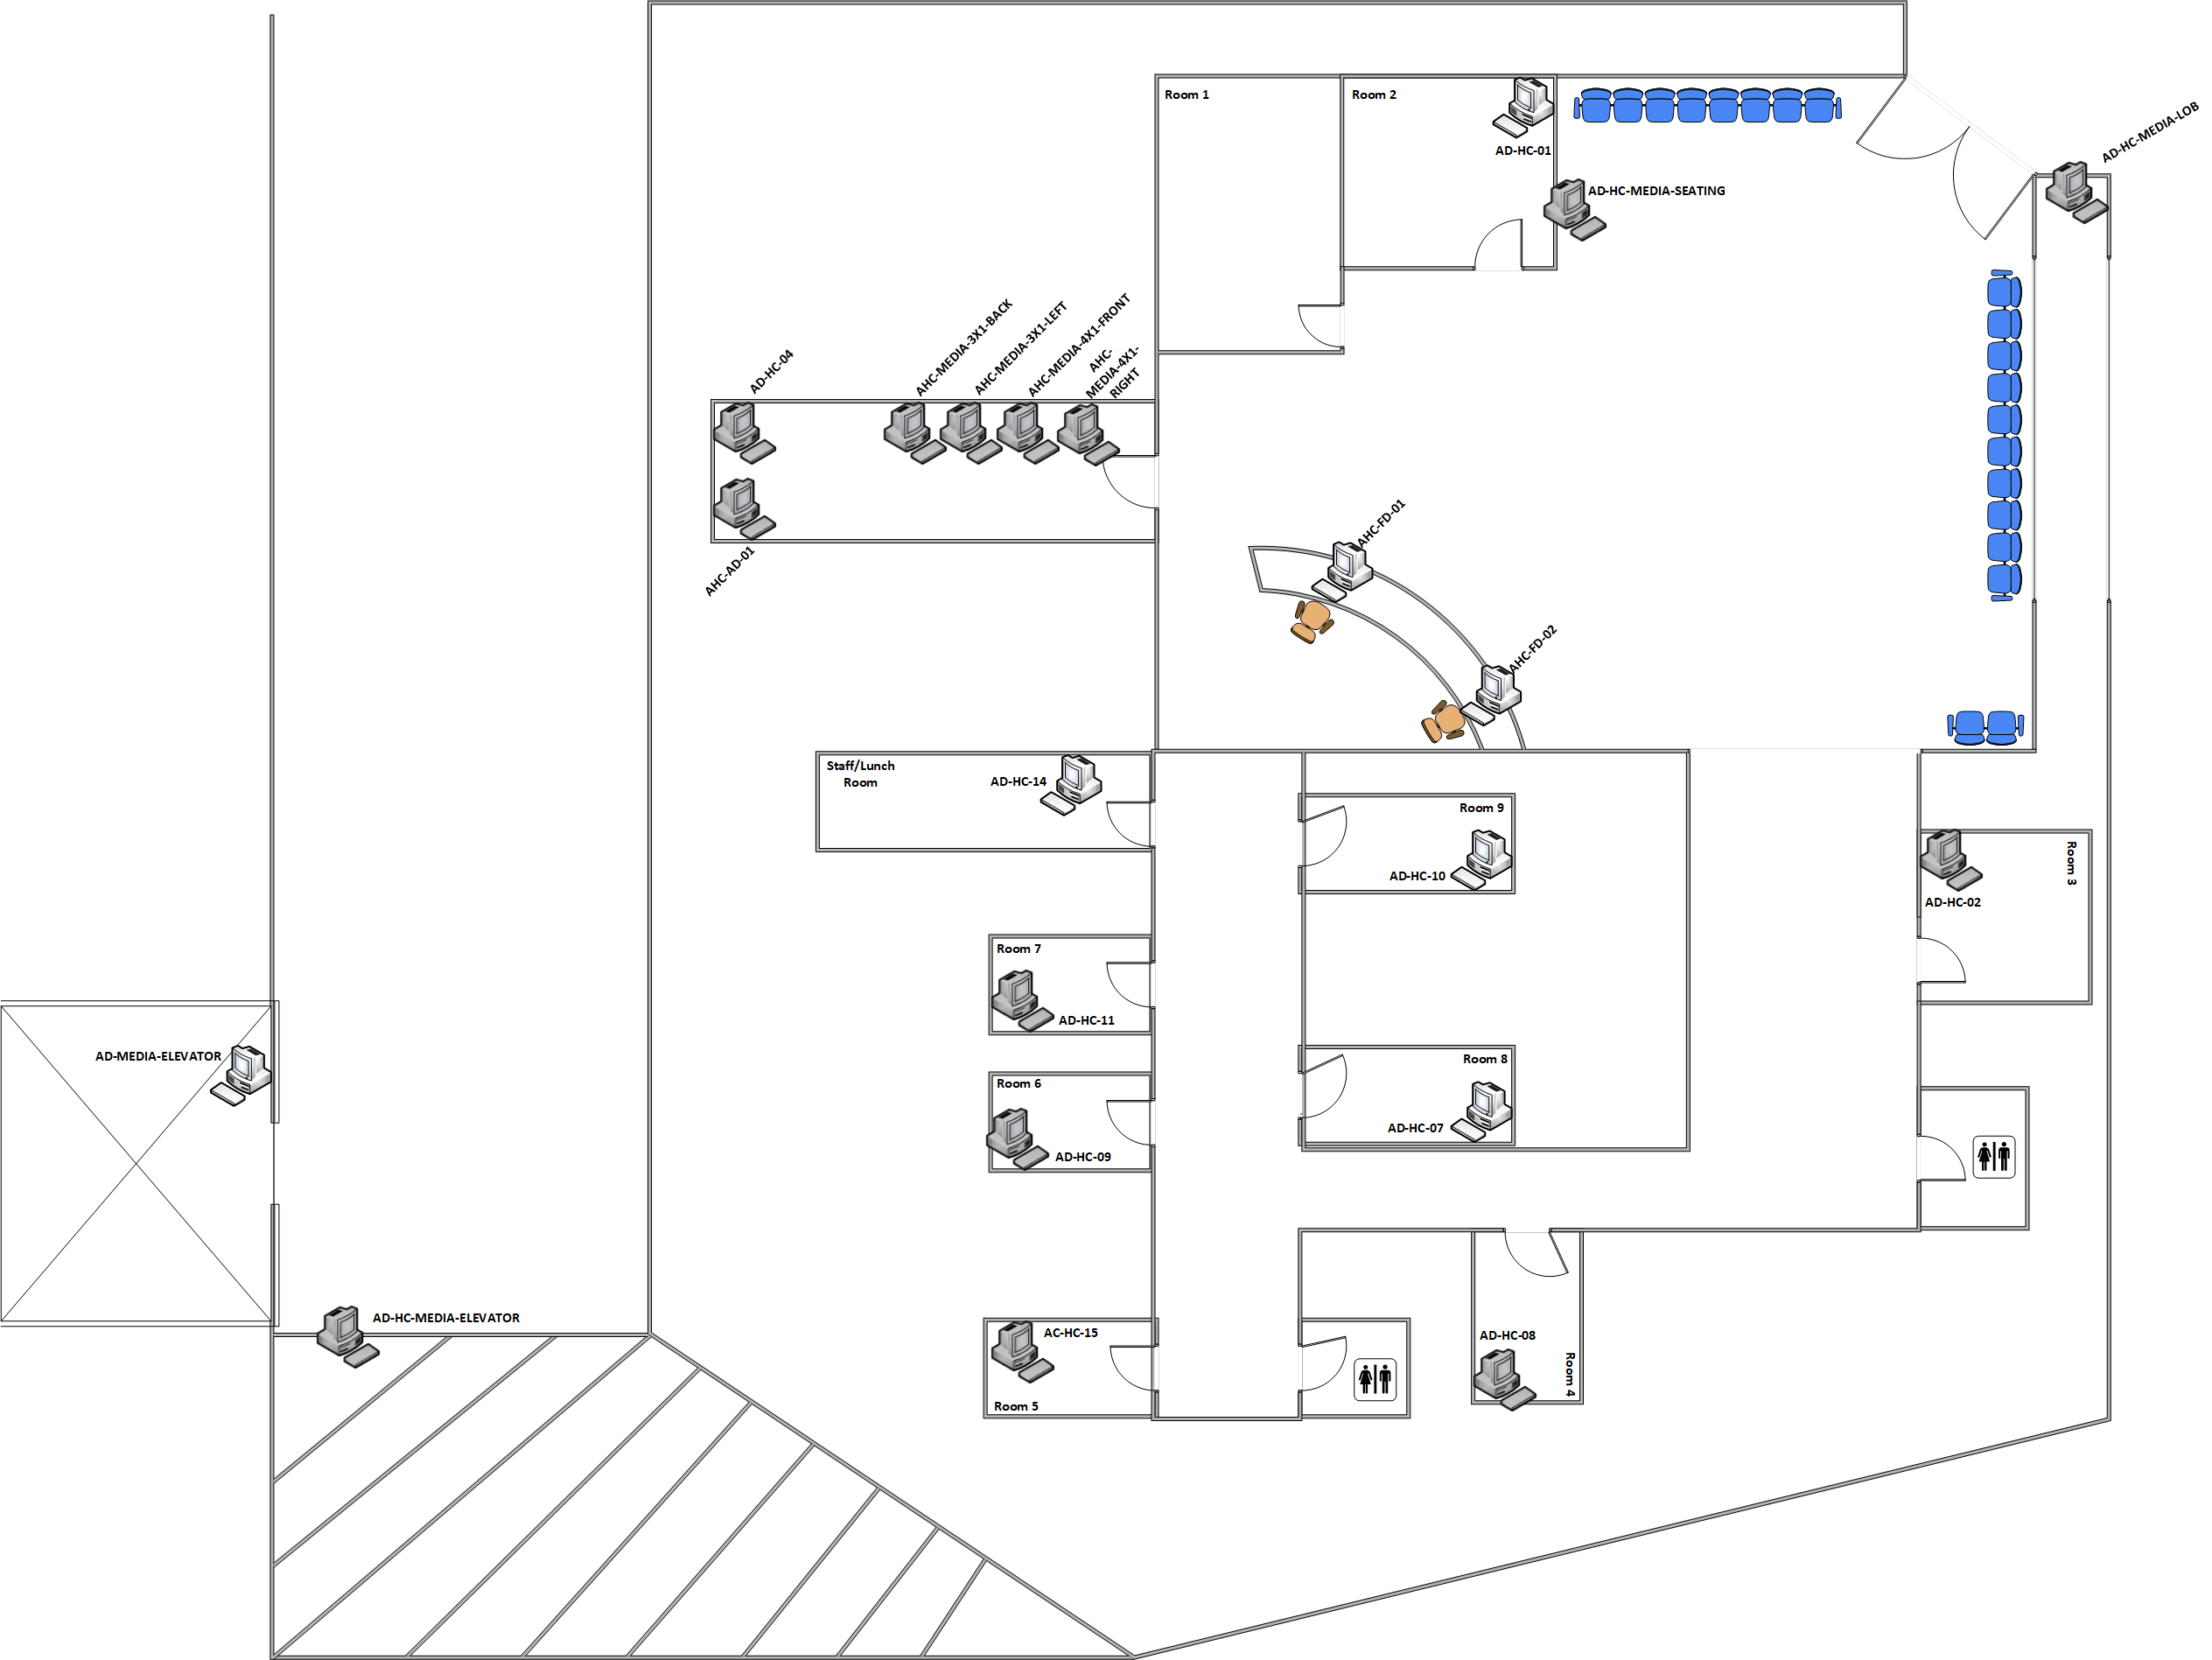 Room 1
Room 2
AD-HC-01
AD-HC-MEDIA-LOB
AD-HC-MEDIA-SEATING
AD-HC-04
AHC-MEDIA-3X1-BACK
AHC-MEDIA-3X1-LEFT
AHC-MEDIA-4X1-FRONT
AHC-
MEDIA-4X1-
RIGHT
AHC-AD-01
AHC-FD-01
AHC-FD-02
Staff/Lunch
Room
AD-HC-14
Room 9
AD-HC-10
Room 3
AD-HC-02
Room 7
AD-HC-11
AD-MEDIA-ELEVATOR
Room 8
AD-HC-07
Room 6
AD-HC-09
AD-HC-MEDIA-ELEVATOR
AC-HC-15
Room 5
AD-HC-08
Room 4